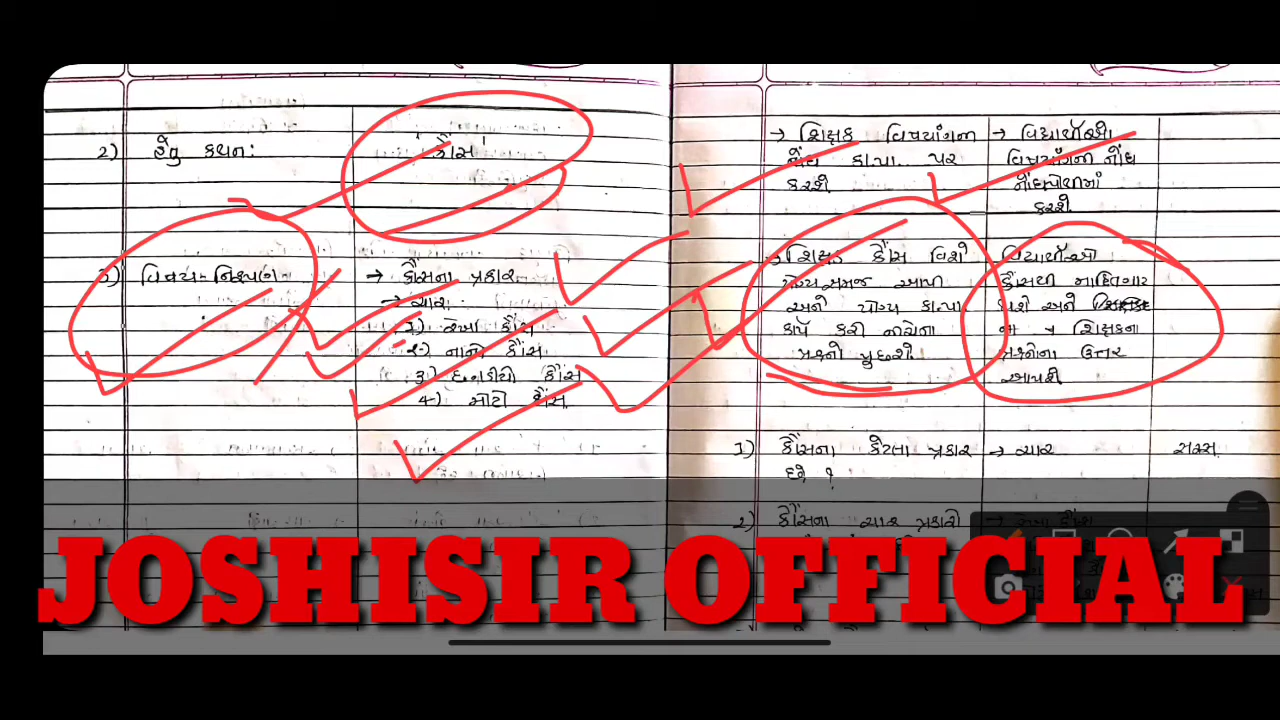 2) હેતુ કથન:
કૌંસ
3) વિષય-નિરૂપણ
→ કૌંસના પ્રકાર
→ ચાર
1) રેખા કૌંસ
2) નાનો કૌંસ
3) છગડીયો કૌંસ
4) મોટો કૌંસ
→ શિક્ષક વિષયાંગની
નોંધ કા.પા. પર
કરશે.
→ વિદ્યાર્થીઓ
વિષયાંગની નોંધ
નોંધપોથીમાં
કરશે.
→ શિક્ષક કૌંસ વિશે
યોગ્ય સમજ આપી
અને યોગ્ય કા.પા
કાર્ય કરી નીચેના
પ્રશ્નો પુછશે.
વિદ્યાર્થીઓ
કૌંસથી માહિતગાર
થશે અને
શિક્ષકના
પ્રશ્નોના ઉત્તર
આપશે.
1) કૌંસના કેટલા પ્રકાર
છે ?
→ ચાર
સરસ.
2) કૌંસના ચાર પ્રકારો
→ રેખા કૌંસ
JOSHISIR OFFICIAL